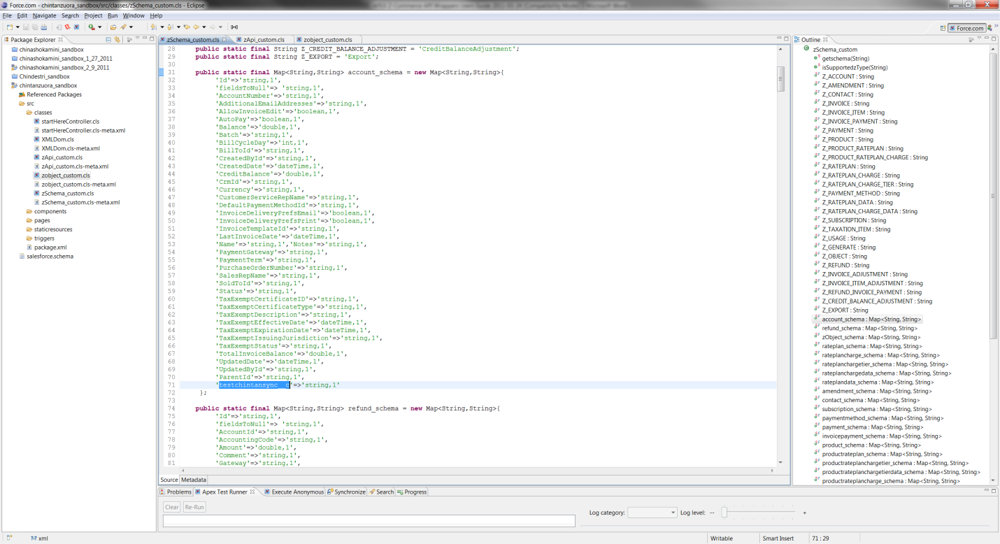 Force.com - chintanzuora_sandbox/src/classes/zSchema_custom.cls - Eclipse
File Edit Navigate Search Project Run Window Help
Force.com
Package Explorer
chinashokamini_sandbox
chinashokamini_sandbox_1_27_2011
chinashokamini_sandbox_2_9_2011
Chindestri_sandbox
chintanzuora_sandbox
Referenced Packages
src
classes
startHereController.cls
startHereController.cls-meta.xml
XMLDom.cls
XMLDom.cls-meta.xml
zApi_custom.cls
zApi_custom.cls-meta.xml
zobject_custom.cls
zobject_custom.cls-meta.xml
zSchema_custom.cls
zSchema_custom.cls-meta.xml
components
pages
staticresources
triggers
package.xml
salesforce.schema
zSchema_custom.cls zApi_custom.cls zobject_custom.cls
28 public static final String Z_CREDIT_BALANCE_ADJUSTMENT = 'CreditBalanceAdjustment';
29 public static final String Z_EXPORT = 'Export';
30
31 public static final Map<String,String> account_schema = new Map<String,String>{
32 'Id'=>'string,1',
33 'fieldsToNull'=> 'string,1',
34 'AccountNumber'=>'string,1',
35 'AdditionalEmailAddresses'=>'string,1',
36 'AllowInvoiceEdit'=>'boolean,1',
37 'AutoPay'=>'boolean,1',
38 'Balance'=>'double,1',
39 'Batch'=>'string,1',
40 'BillCycleDay'=>'int,1',
41 'BillToId'=>'string,1',
42 'CreatedById'=>'string,1',
43 'CreatedDate'=>'dateTime,1',
44 'CreditBalance'=>'double,1',
45 'CrmId'=>'string,1',
46 'Currency'=>'string,1',
47 'CustomerServiceRepName'=>'string,1',
48 'DefaultPaymentMethodId'=>'string,1',
49 'InvoiceDeliveryPrefsEmail'=>'boolean,1',
50 'InvoiceDeliveryPrefsPrint'=>'boolean,1',
51 'InvoiceTemplateId'=>'string,1',
52 'LastInvoiceDate'=>'dateTime,1',
53 'Name'=>'string,1','Notes'=>'string,1',
54 'PaymentGateway'=>'string,1',
55 'PaymentTerm'=>'string,1',
56 'PurchaseOrderNumber'=>'string,1',
57 'SalesRepName'=>'string,1',
58 'SoldToId'=>'string,1',
59 'Status'=>'string,1',
60 'TaxExemptCertificateID'=>'string,1',
61 'TaxExemptCertificateType'=>'string,1',
62 'TaxExemptDescription'=>'string,1',
63 'TaxExemptEffectiveDate'=>'dateTime,1',
64 'TaxExemptExpirationDate'=>'dateTime,1',
65 'TaxExemptIssuingJurisdiction'=>'string,1',
66 'TaxExemptStatus'=>'string,1',
67 'TotalInvoiceBalance'=>'double,1',
68 'UpdatedDate'=>'dateTime,1',
69 'UpdatedById'=>'string,1',
70 'ParentId'=>'string,1',
71 'testchintansync__c'=>'string,1'
72 };
73
74 public static final Map<String,String> refund_schema = new Map<String,String>{
75 'Id'=>'string,1',
76 'fieldsToNull'=> 'string,1',
77 'AccountId'=>'string,1',
78 'AccountingCode'=>'string,1',
79 'Amount'=>'double,1',
80 'Comment'=>'string,1',
81 'Gateway'=>'string,1',
Source Metadata
Outline
zSchema_custom
getschema(String)
isSupportedzType(String)
Z_ACCOUNT : String
Z_AMENDMENT : String
Z_CONTACT : String
Z_INVOICE : String
Z_INVOICE_ITEM : String
Z_INVOICE_PAYMENT : String
Z_PAYMENT : String
Z_PRODUCT : String
Z_PRODUCT_RATEPLAN : String
Z_PRODUCT_RATEPLAN_CHARGE : String
Z_RATEPLAN : String
Z_RATEPLAN_CHARGE : String
Z_RATEPLAN_CHARGE_TIER : String
Z_PAYMENT_METHOD : String
Z_RATEPLAN_DATA : String
Z_RATEPLAN_CHARGE_DATA : String
Z_SUBSCRIPTION : String
Z_TAXATION_ITEM : String
Z_USAGE : String
Z_GENERATE : String
Z_OBJECT : String
Z_REFUND : String
Z_INVOICE_ADJUSTMENT : String
Z_INVOICE_ITEM_ADJUSTMENT : String
Z_REFUND_INVOICE_PAYMENT : String
Z_CREDIT_BALANCE_ADJUSTMENT : String
Z_EXPORT : String
account_schema : Map<String, String>
refund_schema : Map<String, String>
zObject_schema : Map<String, String>
rateplan_schema : Map<String, String>
rateplancharge_schema : Map<String, String>
rateplanchargetier_schema : Map<String, String>
rateplanchargedata_schema : Map<String, String>
rateplandata_schema : Map<String, String>
amendment_schema : Map<String, String>
contact_schema : Map<String, String>
subscription_schema : Map<String, String>
paymentmethod_schema : Map<String, String>
payment_schema : Map<String, String>
invoicepayment_schema : Map<String, String>
product_schema : Map<String, String>
productrateplan_schema : Map<String, String>
productrateplanchargetier_schema : Map<String, String>
productrateplanchargetierdata_schema : Map<String, String>
productrateplancharge_schema : Map<String, String>
Problems Apex Test Runner Execute Anonymous Synchronize Search Progress
Clear Re-Run
Log category: Log level: -- +
xml Writable Smart Insert 71 : 29